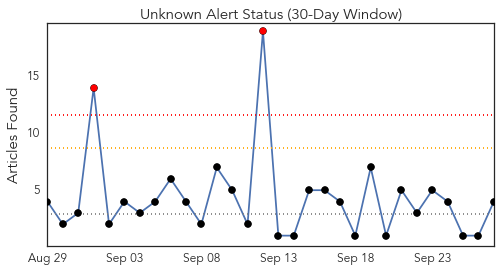 Unknown Alert Status (30-Day Window)
Articles Found
15
10
5
Aug 29 Sep 03 Sep 08 Sep 13 Sep 18 Sep 23